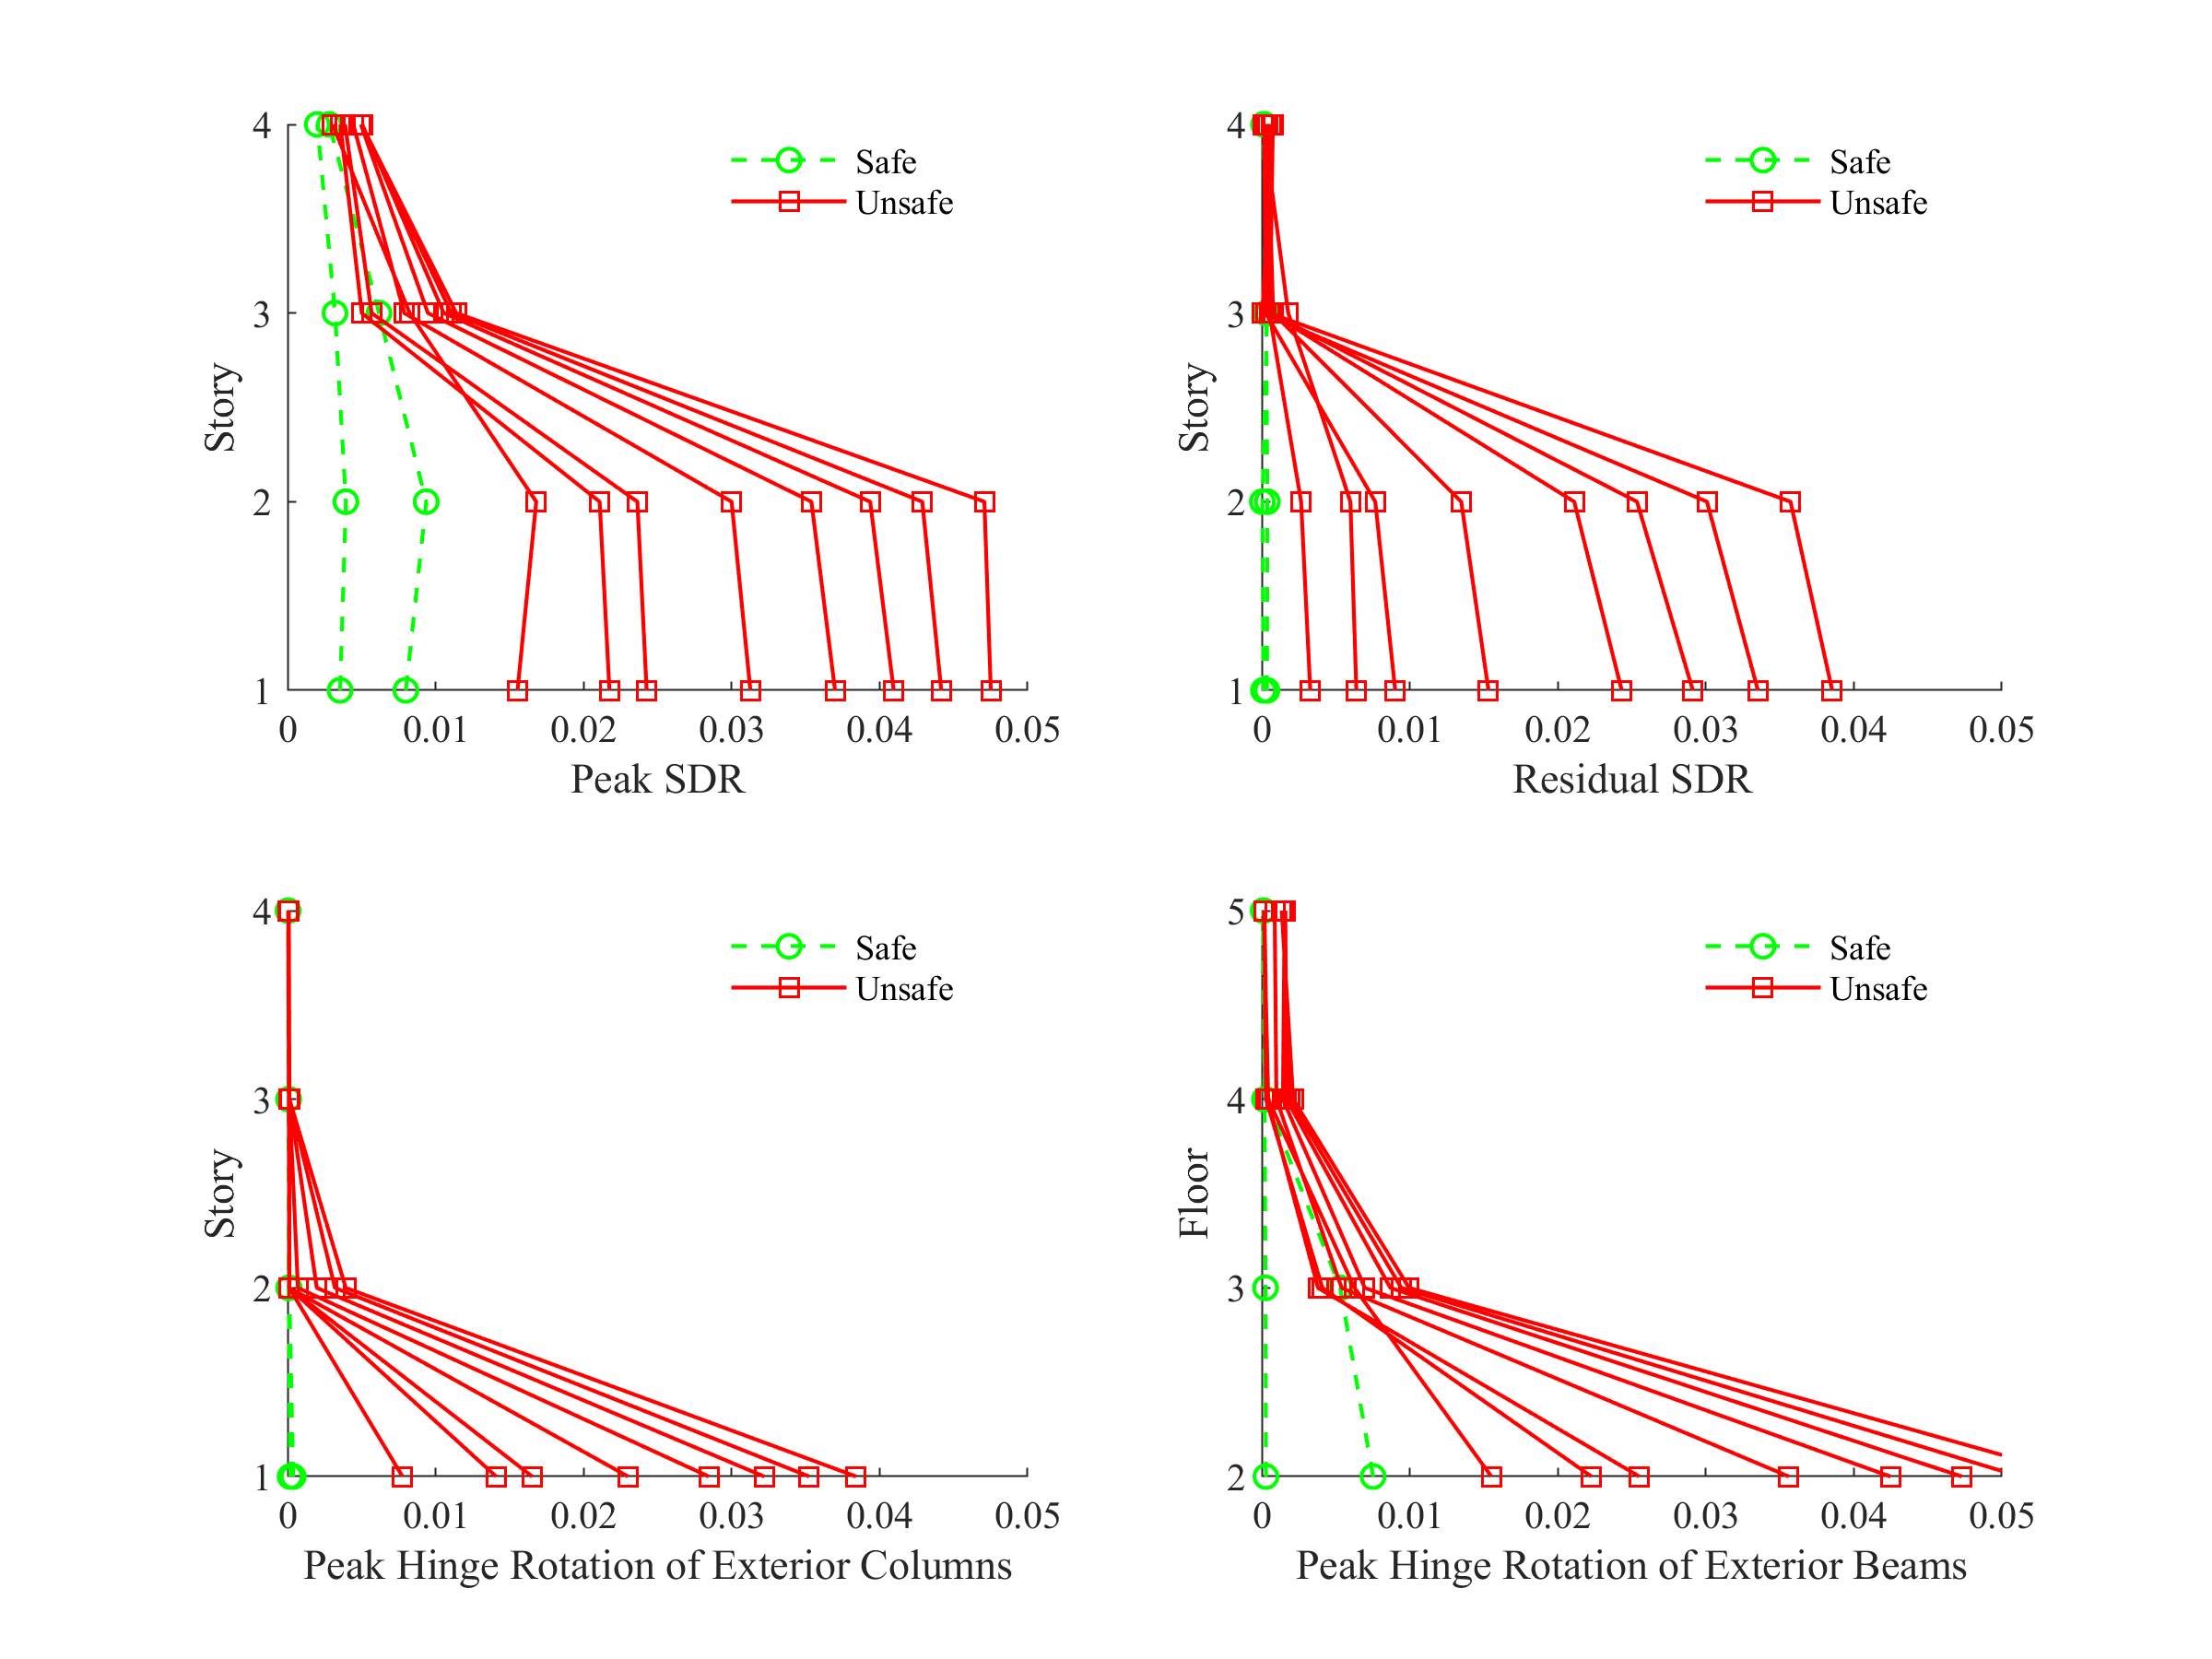 4
3
2
1
Story
0 0.01 0.02 0.03 0.04 0.05
Peak SDR
Safe
Unsafe
4
3
2
1
Story
0 0.01 0.02 0.03 0.04 0.05
Residual SDR
Safe
Unsafe
4
3
2
1
Story
0 0.01 0.02 0.03 0.04 0.05
Peak Hinge Rotation of Exterior Columns
Safe
Unsafe
5
4
3
2
Floor
0 0.01 0.02 0.03 0.04 0.05
Peak Hinge Rotation of Exterior Beams
Safe
Unsafe